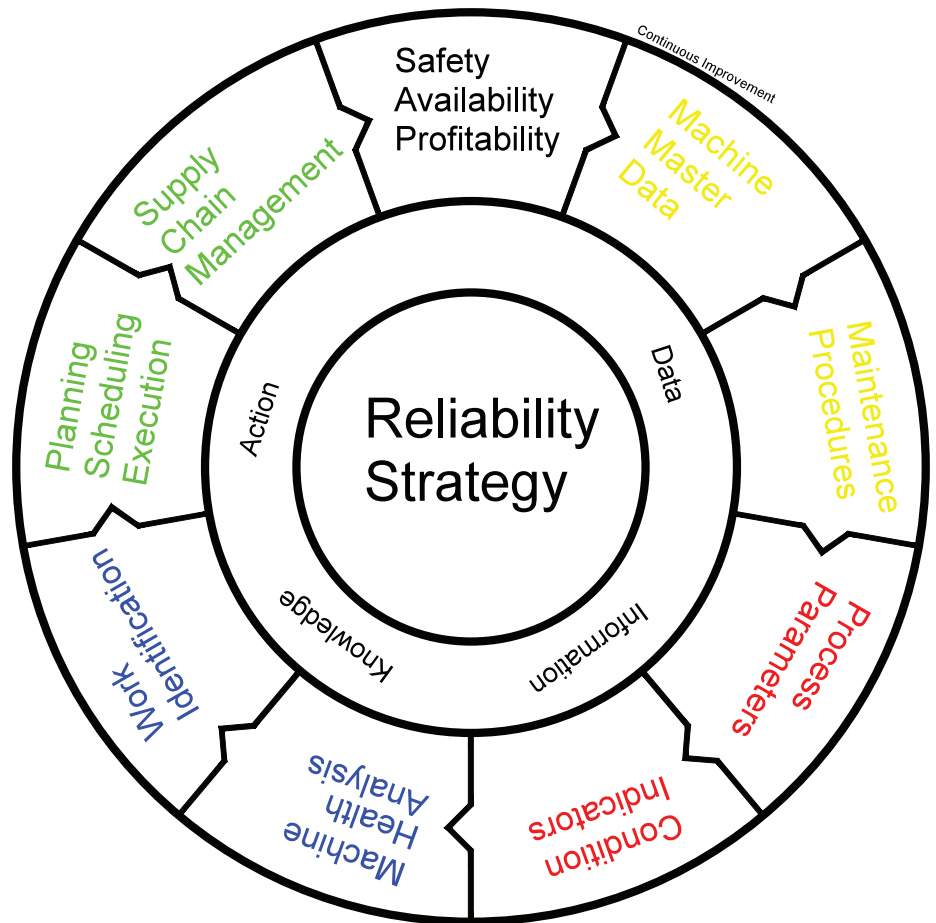 Continuous Improvement
Safety
Availability
Profitability
Machine
Master
Data
Maintenance
Procedures
Process
Parameters
Condition
Indicators
Machine
Health
Analysis
Work
Identification
Planning
Scheduling
Execution
Supply
Chain
Management
Data
Information
Knowledge
Action
Reliability
Strategy